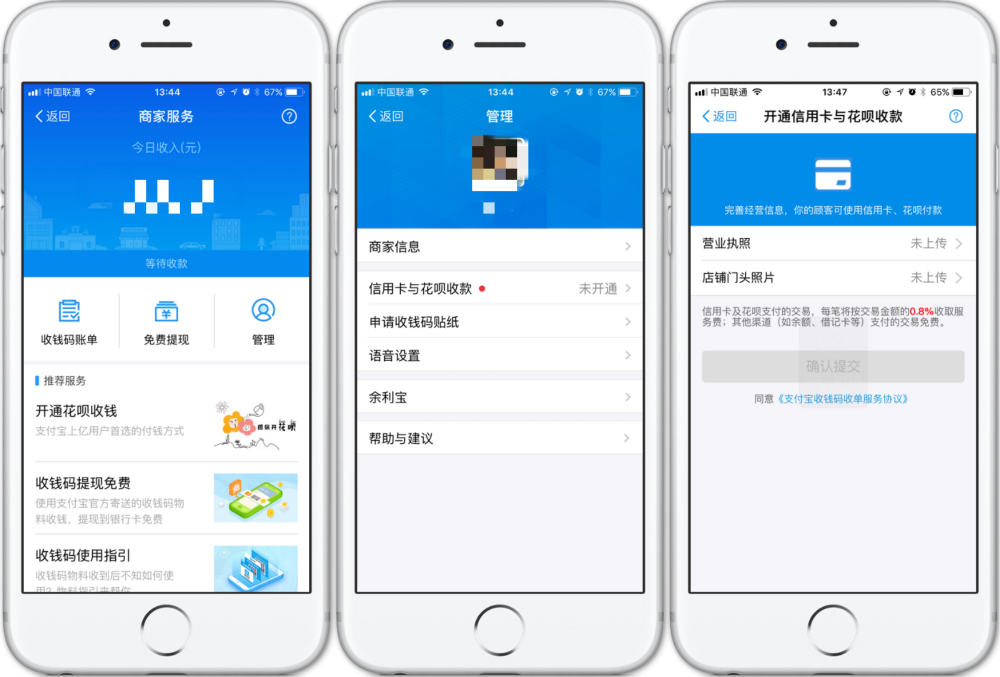 中国联通
13:44
67%
返回
商家服务
今日收入(元)
等待收款
收钱码账单
免费提现
管理
推荐服务
开通花呗收钱
支付宝上亿用户首选的付钱方式
收钱码提现免费
使用支付宝官方寄送的收钱码物
料收钱，提现到银行卡免费
收钱码使用指引
收钱码物料收到后不知如何使
用？物料指引来帮你
中国联通
13:44
67%
返回
管理
商家信息
信用卡与花呗收款
未开通
申请收钱码贴纸
语音设置
余利宝
帮助与建议
中国联通
13:47
65%
返回
开通信用卡与花呗收款
完善经营信息，你的顾客可使用信用卡、花呗付款
营业执照
未上传
店铺门头照片
未上传
信用卡及花呗支付的交易，每笔将按交易金额的0.8%收取服
务费；其他渠道（如余额、借记卡等）支付的交易免费。
确认提交
同意《支付宝收钱码收单服务协议》